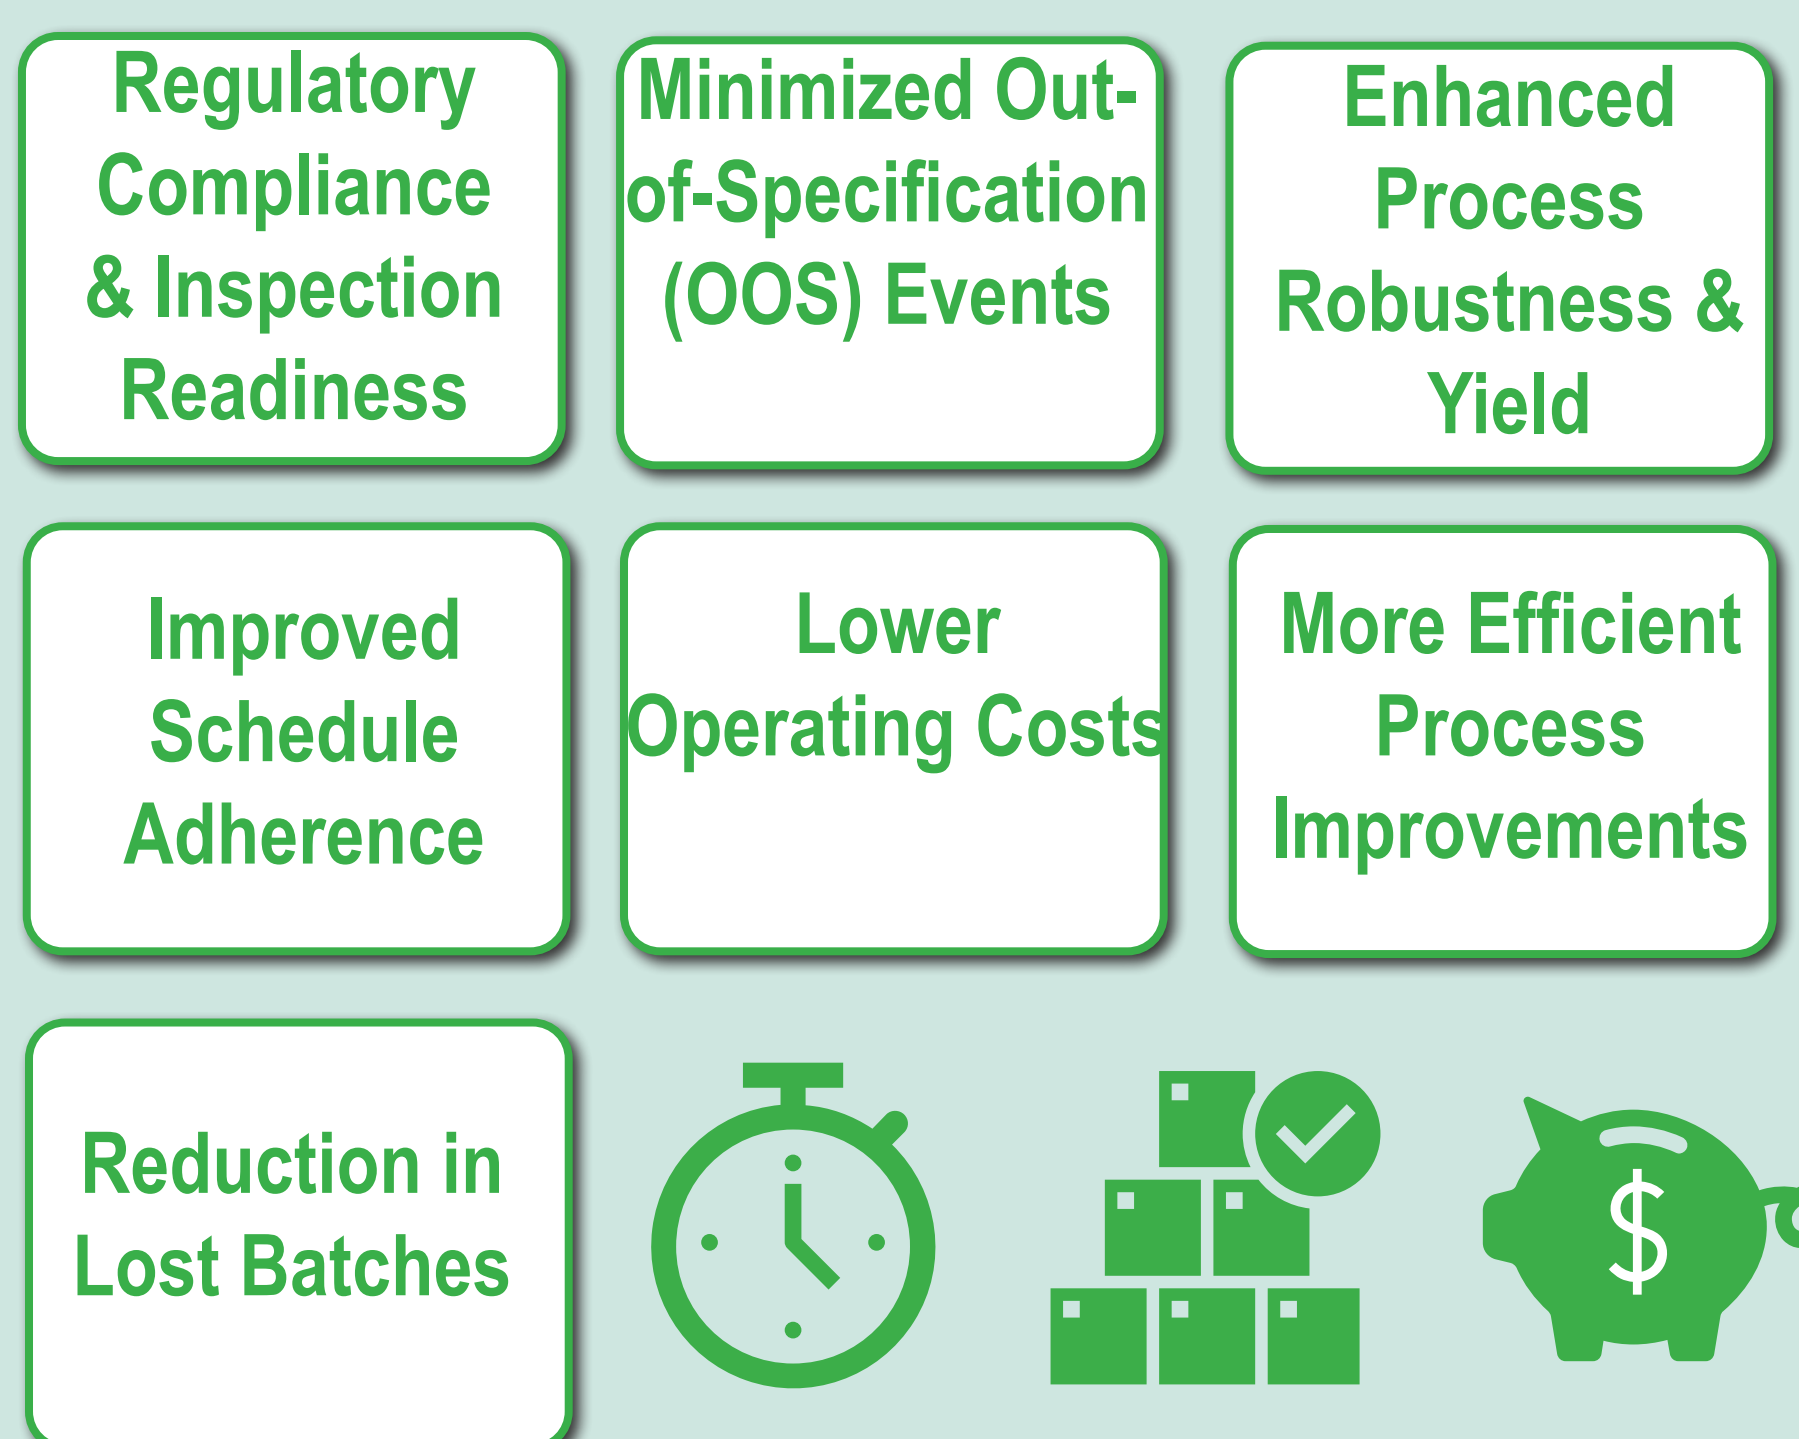 Regulatory
Compliance
& Inspection
Readiness
Minimized Out-
of-Specification
(OOS) Events
Enhanced
Process
Robustness &
Yield
Improved
Schedule
Adherence
Lower
Operating Costs
More Efficient
Process
Improvements
Reduction in
Lost Batches
$